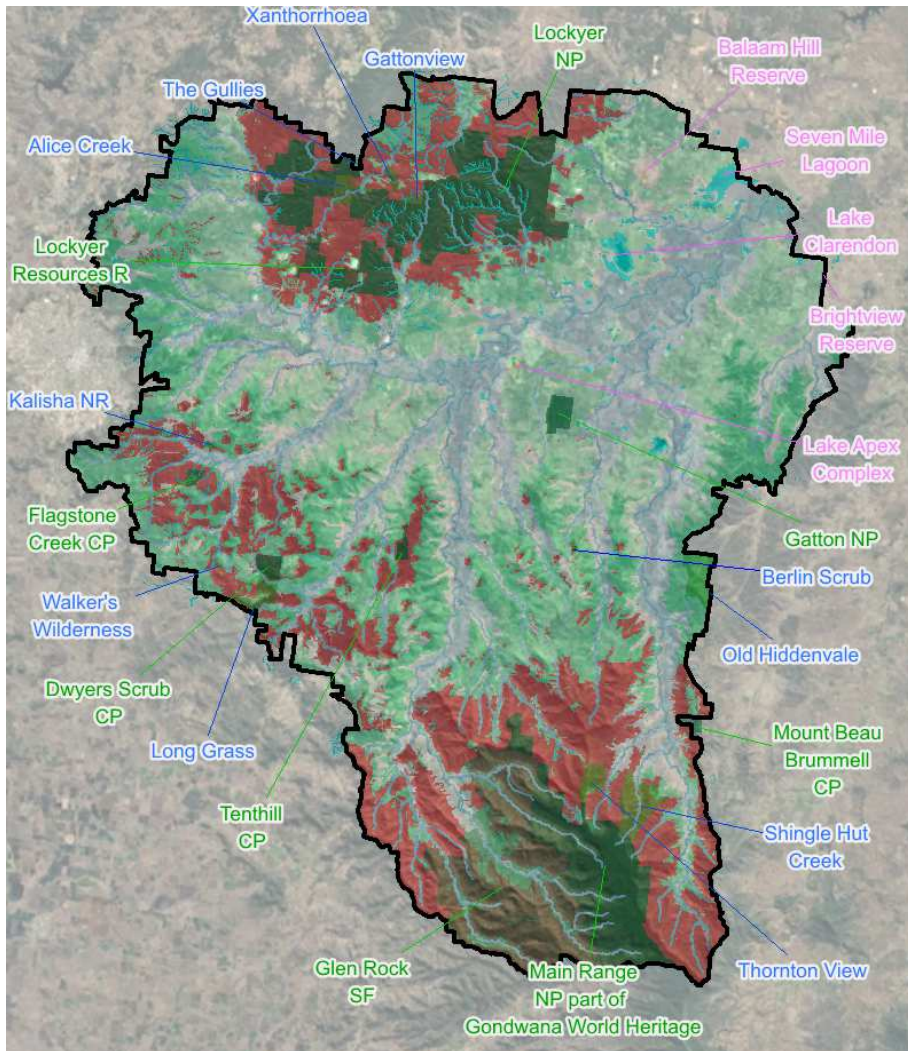 Xanthorrhoea
Gattonview
Lockyer
NP
Balaam Hill
Reserve
The Gullies
Alice Creek
Seven Mile
Lagoon
Lockyer
Resources R
Lake
Clarendon
Brightview
Reserve
Kalisha NR
Lake Apex
Complex
Flagstone
Creek CP
Gatton NP
Berlin Scrub
Walker's
Wilderness
Old Hiddenvale
Dwyers Scrub
CP
Long Grass
Mount Beau
Brummell
CP
Tenthill
CP
Shingle Hut
Creek
Thornton View
Glen Rock
SF
Main Range
NP part of
Gondwana World Heritage